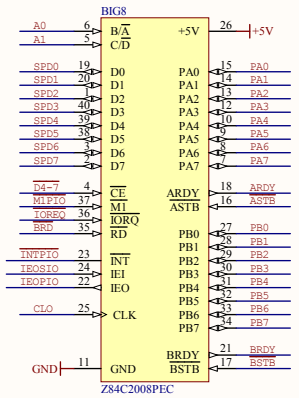 BIG8
A0 6 B/A +5V 26 +5V
A1 5 C/D
SPD0 19 D0 PA0 15 PA0
SPD1 20 D1 PA1 14 PA1
SPD2 1 D2 PA2 13 PA2
SPD3 40 D3 PA3 12 PA3
SPD4 39 D4 PA4 10 PA4
SPD5 38 D5 PA5 9 PA5
SPD6 3 D6 PA6 8 PA6
SPD7 2 D7 PA7 7 PA7
D4-7 4 CE ARDY 18 ARDY
M1PIO 37 M1 ASTB 16 ASTB
IOREQ 36 IORQ
BRD 35 RD PB0 27 PB0
PB1 28 PB1
INTPIO 23 INT PB2 29 PB2
IEOSIO 24 IEI PB3 30 PB3
IEOPIO 22 IEO PB4 31 PB4
PB5 32 PB5
CLO 25 CLK PB6 33 PB6
PB7 34 PB7
BRDY 21 BRDY
GND 11 GND BSTB 17 BSTB
Z84C2008PEC